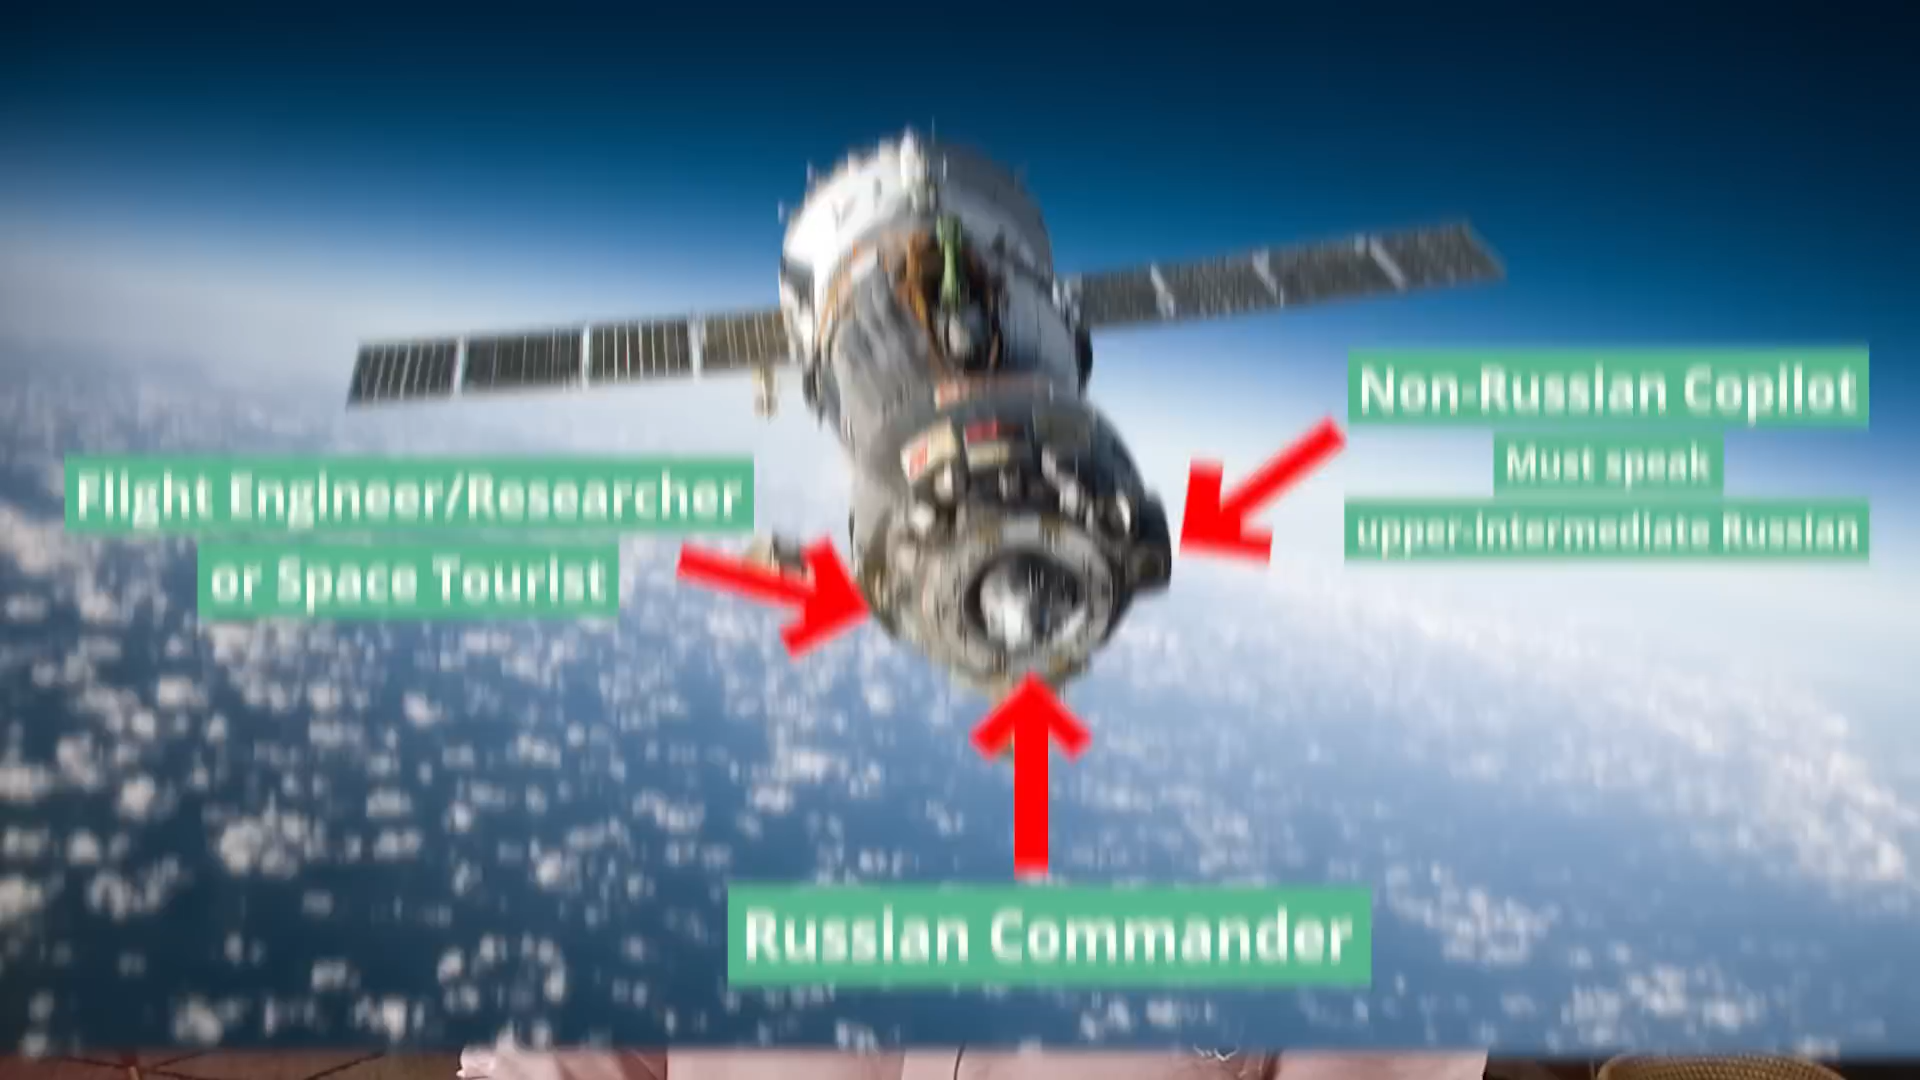 Non-Russian Copilot
Must speak
upper-intermediate Russian
Flight Engineer/Researcher
or Space Tourist
Russian Commander